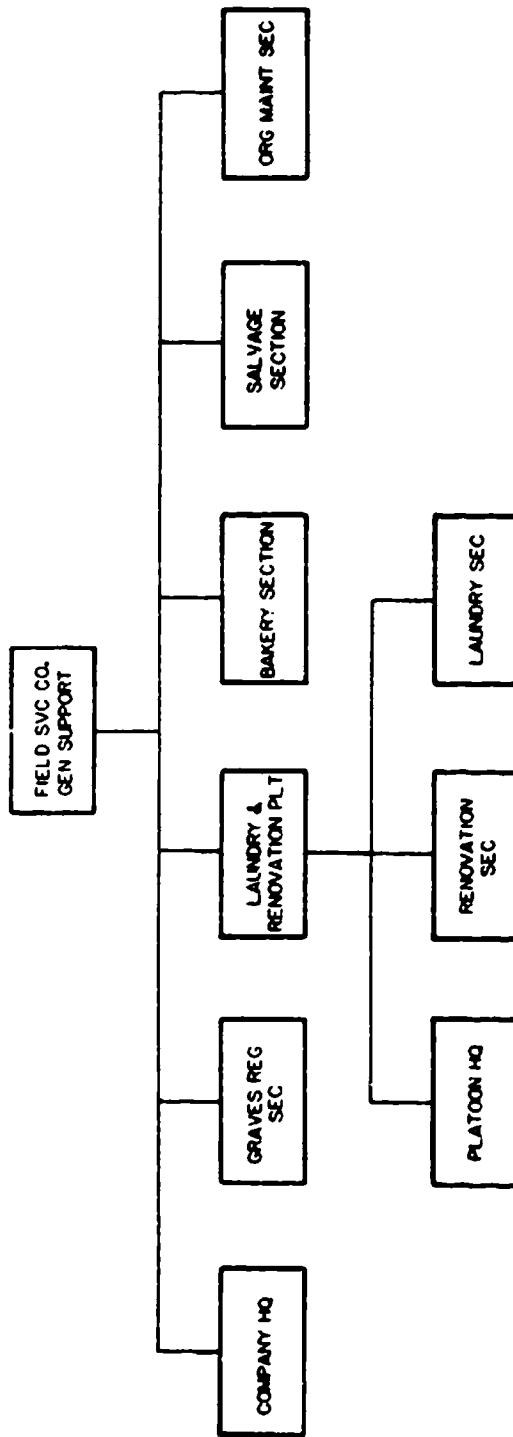 FIELD SVC CO.
GEN SUPPORT
COMPANY HQ
GRAVES REG
SEC
LAUNDRY &
RENOVATION PLT
BAKERY SECTION
SALVAGE
SECTION
ORG MAINT SEC
PLATOON HQ
RENOVATION
SEC
LAUNDRY SEC